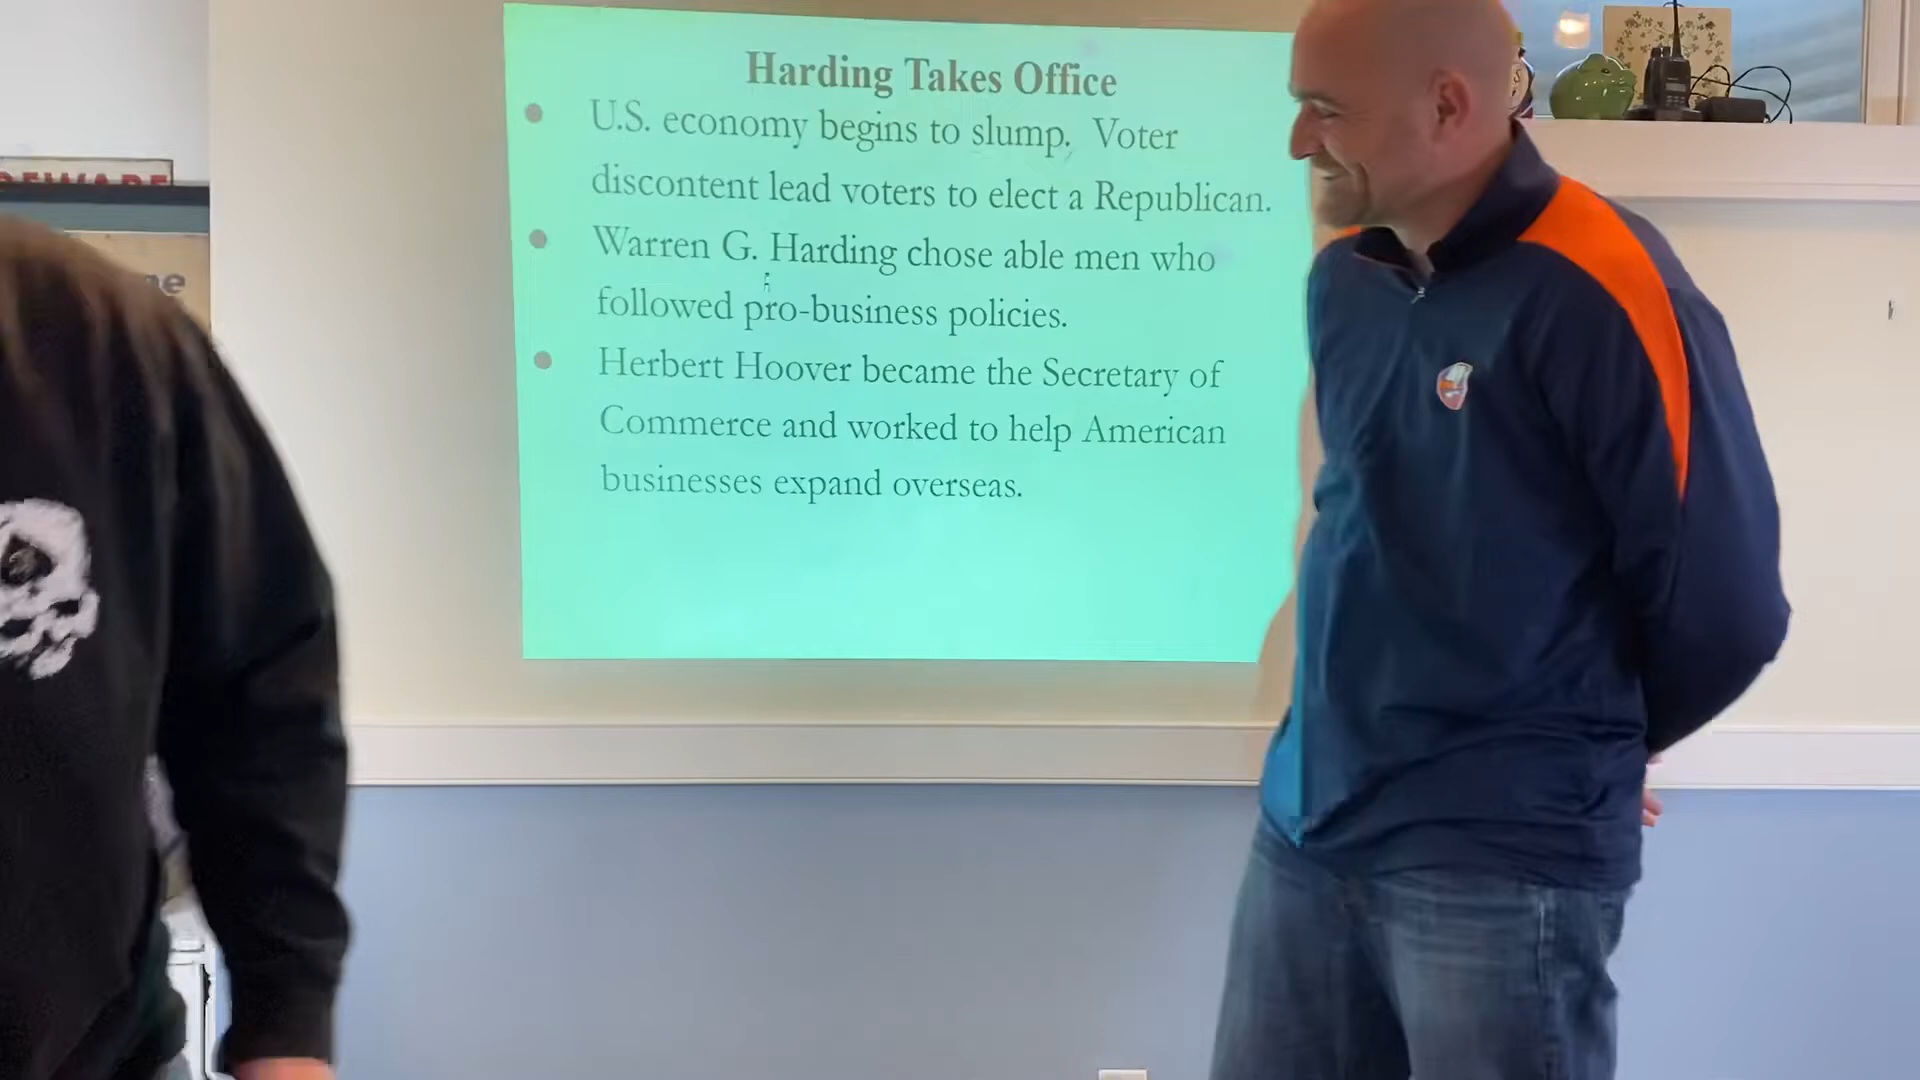 Harding Takes Office
U.S. economy begins to slump. Voter
discontent lead voters to elect a Republican.
Warren G. Harding chose able men who
followed pro-business policies.
Herbert Hoover became the Secretary of
Commerce and worked to help American
businesses expand overseas.
BEWARE